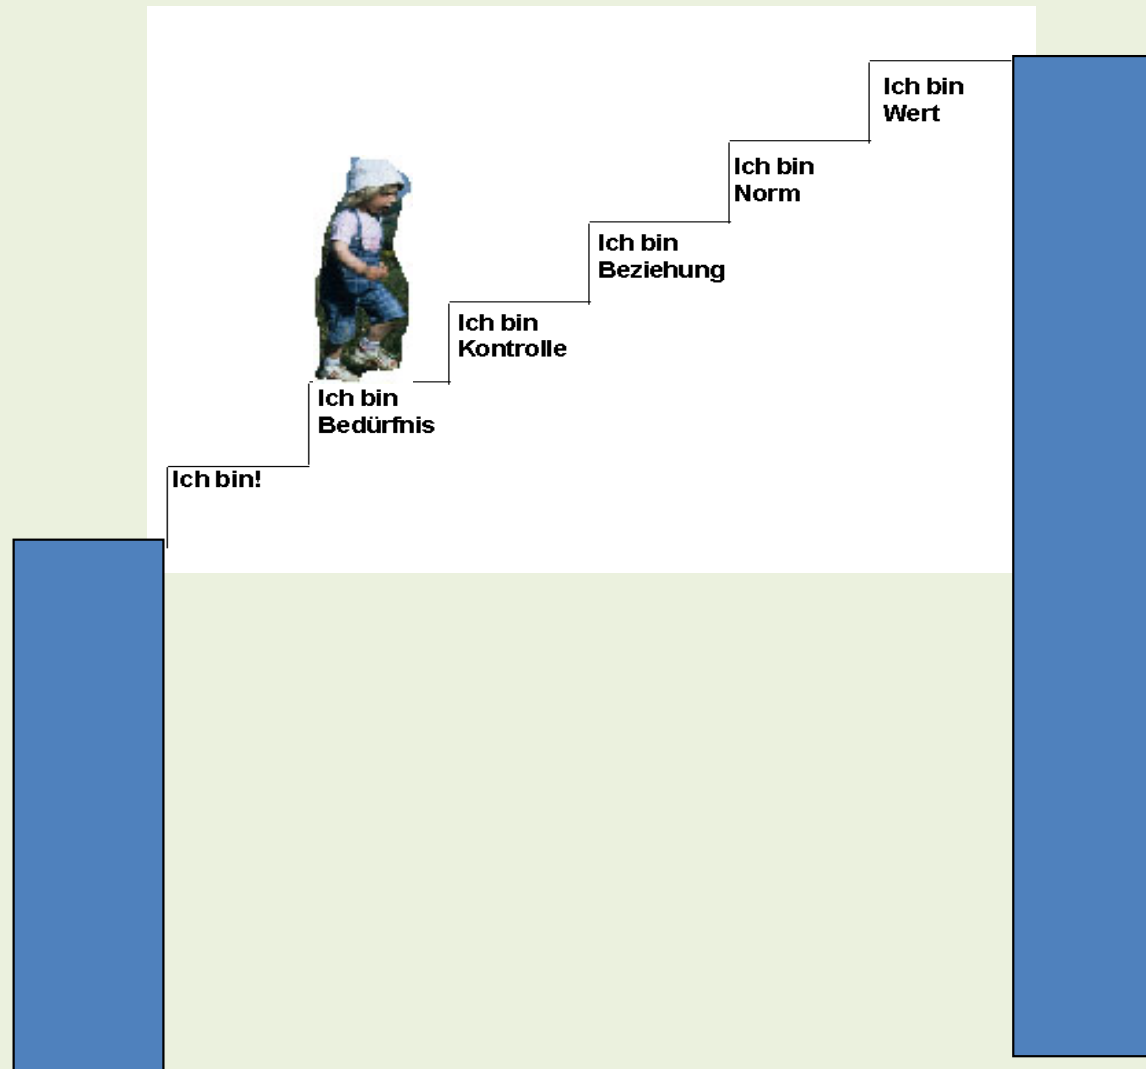 Ich bin
Wert
Ich bin
Norm
Ich bin
Beziehung
Ich bin
Kontrolle
Ich bin
Bedürfnis
Ich bin!